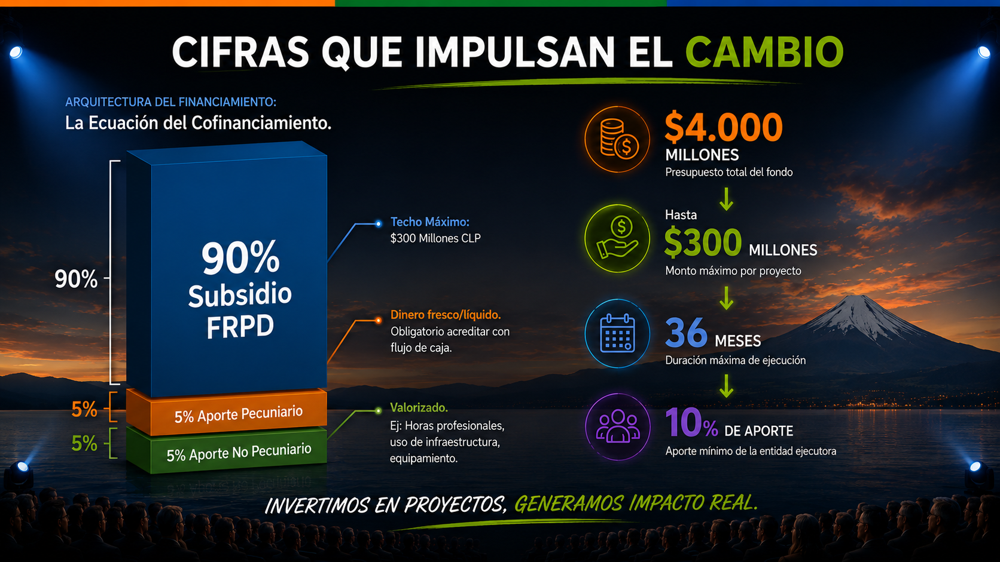 CIFRAS QUE IMPULSAN EL CAMBIO
ARQUITECTURA DEL FINANCIAMIENTO:
La Ecuación del Cofinanciamiento.
90%
90%
Subsidio
FRPD
5%
5% Aporte Pecuniario
5%
5% Aporte No Pecuniario
Techo Máximo:
$300 Millones CLP
Dinero fresco/líquido.
Obligatorio acreditar con
flujo de caja.
Valorizado.
Ej: Horas profesionales,
uso de infraestructura,
equipamiento.
$4.000
MILLONES
Presupuesto total del fondo
Hasta
$300 MILLONES
Monto máximo por proyecto
36 MESES
Duración máxima de ejecución
10% DE APORTE
Aporte mínimo de la entidad ejecutora
INVERTIMOS EN PROYECTOS, GENERAMOS IMPACTO REAL.